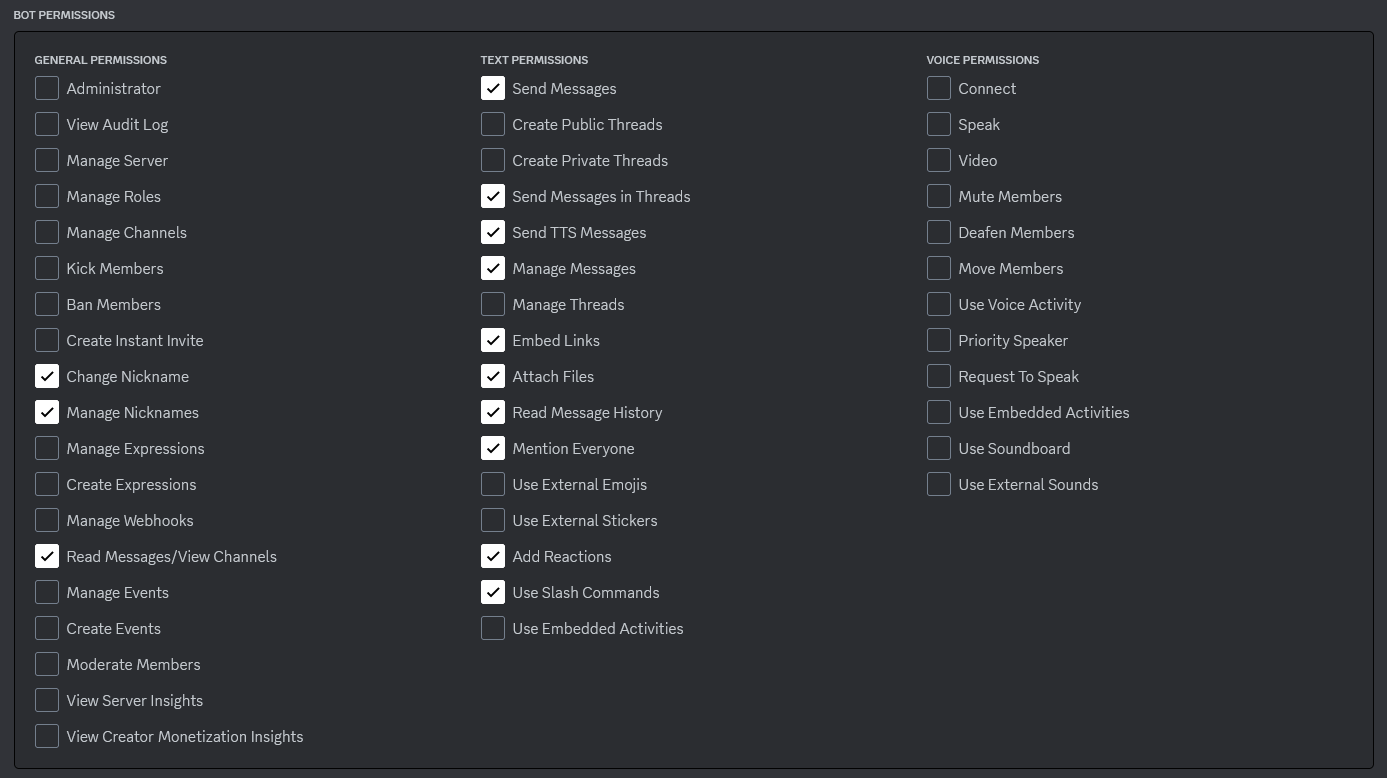 BOT PERMISSIONS
GENERAL PERMISSIONS
Administrator
View Audit Log
Manage Server
Manage Roles
Manage Channels
Kick Members
Ban Members
Create Instant Invite
Change Nickname
Manage Nicknames
Manage Expressions
Create Expressions
Manage Webhooks
Read Messages/View Channels
Manage Events
Create Events
Moderate Members
View Server Insights
View Creator Monetization Insights
TEXT PERMISSIONS
Send Messages
Create Public Threads
Create Private Threads
Send Messages in Threads
Send TTS Messages
Manage Messages
Manage Threads
Embed Links
Attach Files
Read Message History
Mention Everyone
Use External Emojis
Use External Stickers
Add Reactions
Use Slash Commands
Use Embedded Activities
VOICE PERMISSIONS
Connect
Speak
Video
Mute Members
Deafen Members
Move Members
Use Voice Activity
Priority Speaker
Request To Speak
Use Embedded Activities
Use Soundboard
Use External Sounds